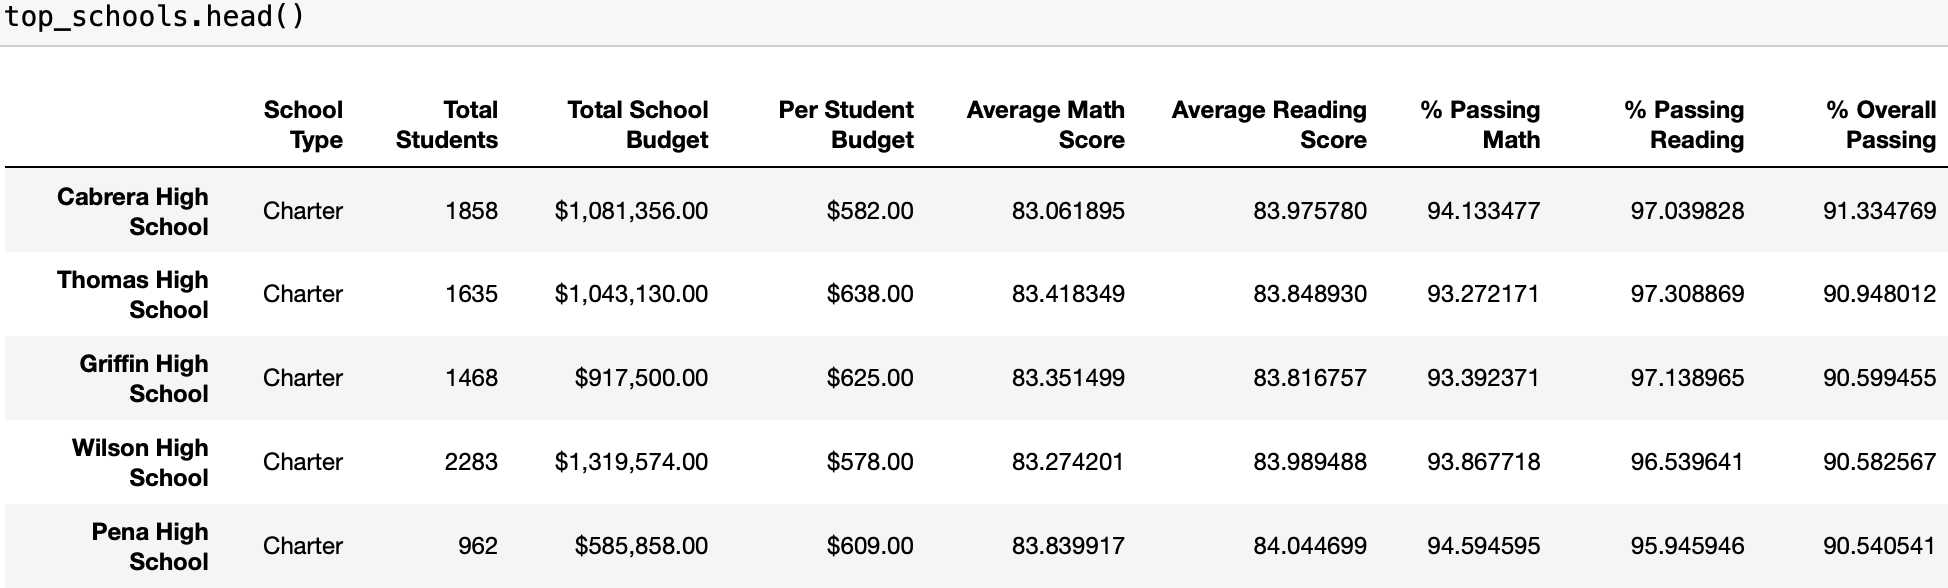 top_schools.head()
School Type Total Students Total School Budget Per Student Budget Average Math Score Average Reading Score % Passing Math % Passing Reading % Overall Passing
Cabrera High School Charter 1858 $1,081,356.00 $582.00 83.061895 83.975780 94.133477 97.039828 91.334769
Thomas High School Charter 1635 $1,043,130.00 $638.00 83.418349 83.848930 93.272171 97.308869 90.948012
Griffin High School Charter 1468 $917,500.00 $625.00 83.351499 83.816757 93.392371 97.138965 90.599455
Wilson High School Charter 2283 $1,319,574.00 $578.00 83.274201 83.989488 93.867718 96.539641 90.582567
Pena High School Charter 962 $585,858.00 $609.00 83.839917 84.044699 94.594595 95.945946 90.540541